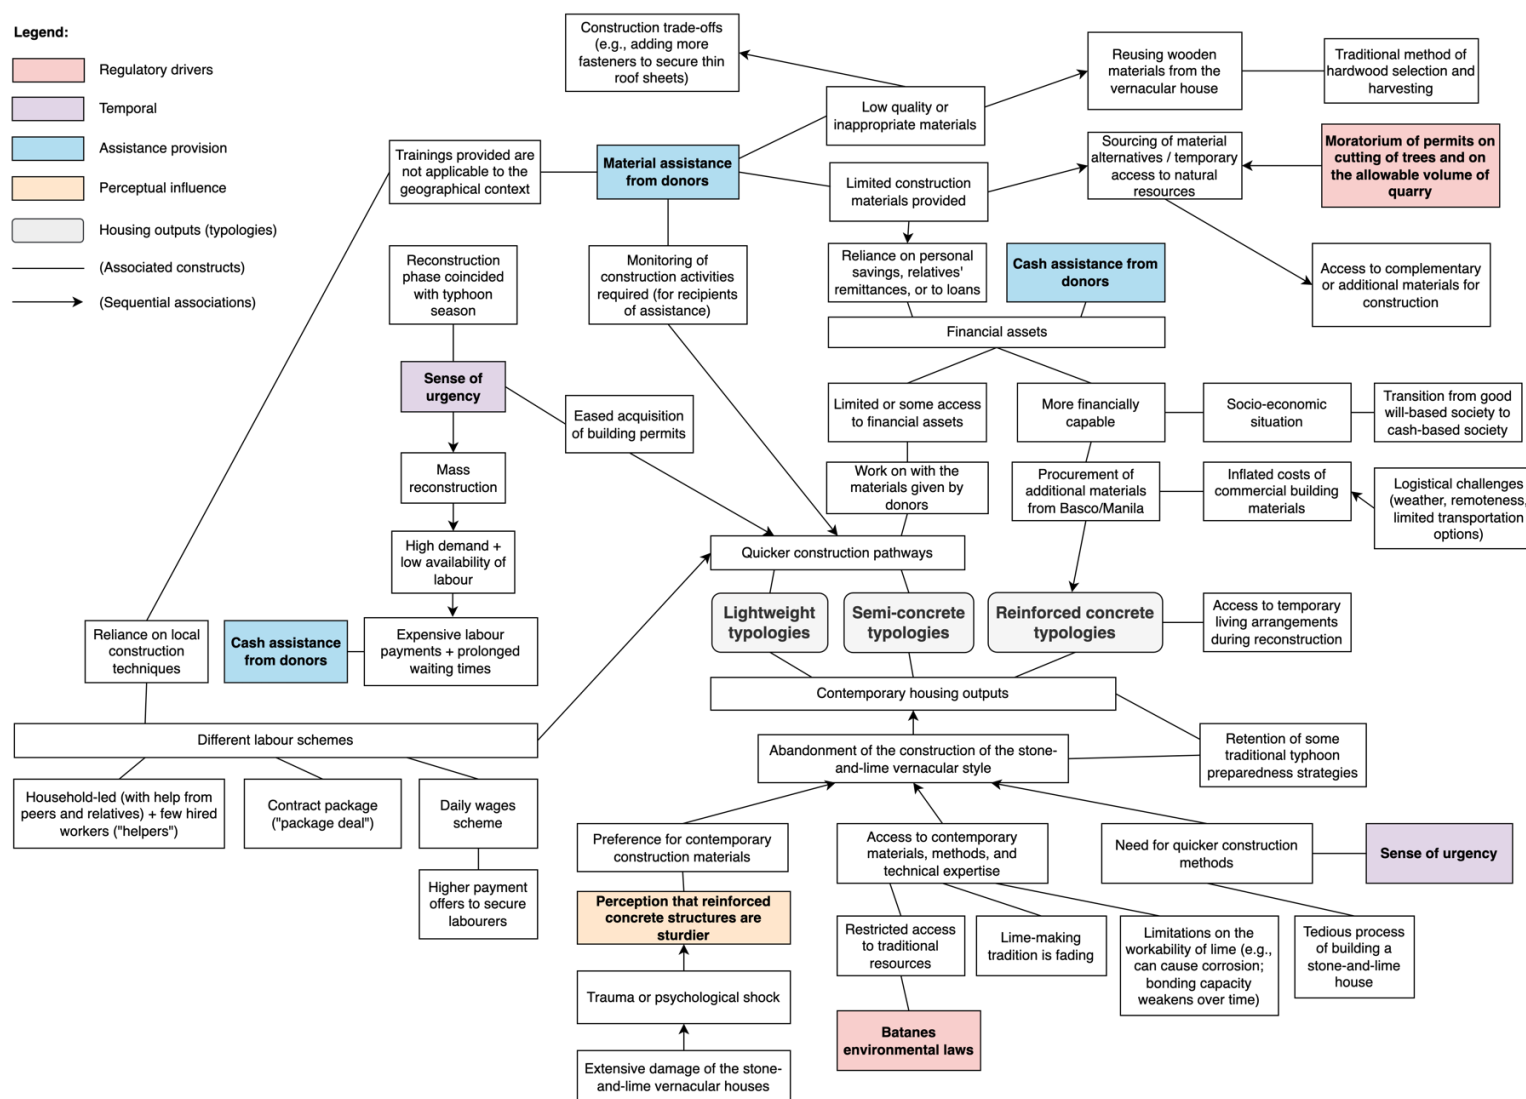 Legend:
Regulatory drivers
Temporal
Assistance provision
Perceptual influence
Housing outputs (typologies)
(Associated constructs)
(Sequential associations)
Construction trade-offs
(e.g., adding more
fasteners to secure thin
roof sheets)
Low quality or
inappropriate materials
Reusing wooden
materials from the
vernacular house
Traditional method of
hardwood selection and
harvesting
Trainings provided are
not applicable to the
geographical context
Material assistance
from donors
Limited construction
materials provided
Sourcing of material
alternatives / temporary
access to natural
resources
Moratorium of permits on
cutting of trees and on
the allowable volume of
quarry
Reconstruction
phase coincided
with typhoon
season
Monitoring of
construction activities
required (for recipients
of assistance)
Reliance on personal
savings, relatives'
remittances, or to loans
Cash assistance from
donors
Access to complementary
or additional materials for
construction
Financial assets
Sense of
urgency
Eased acquisition
of building permits
Limited or some access
to financial assets
More financially
capable
Socio-economic
situation
Transition from good
will-based society to
cash-based society
Mass
reconstruction
Work on with the
materials given by
donors
Procurement of
additional materials
from Basco/Manila
Inflated costs of
commercial building
materials
Logistical challenges
(weather, remoteness,
limited transportation
options)
High demand +
low availability of
labour
Quicker construction pathways
Lightweight
typologies
Semi-concrete
typologies
Reinforced concrete
typologies
Access to temporary
living arrangements
during reconstruction
Reliance on local
construction
techniques
Cash assistance
from donors
Expensive labour
payments + prolonged
waiting times
Contemporary housing outputs
Different labour schemes
Abandonment of the construction of the stone-
and-lime vernacular style
Retention of some
traditional typhoon
preparedness strategies
Household-led (with help from
peers and relatives) + few hired
workers ("helpers")
Contract package
("package deal")
Daily wages
scheme
Higher payment
offers to secure
labourers
Preference for contemporary
construction materials
Access to contemporary
materials, methods, and
technical expertise
Need for quicker construction
methods
Sense of urgency
Perception that reinforced
concrete structures are
sturdier
Restricted access
to traditional
resources
Lime-making
tradition is fading
Limitations on the
workability of lime (e.g.,
can cause corrosion;
bonding capacity
weakens over time)
Tedious process
of building a
stone-and-lime
house
Trauma or psychological shock
Batanes
environmental laws
Extensive damage of the stone-
and-lime vernacular houses